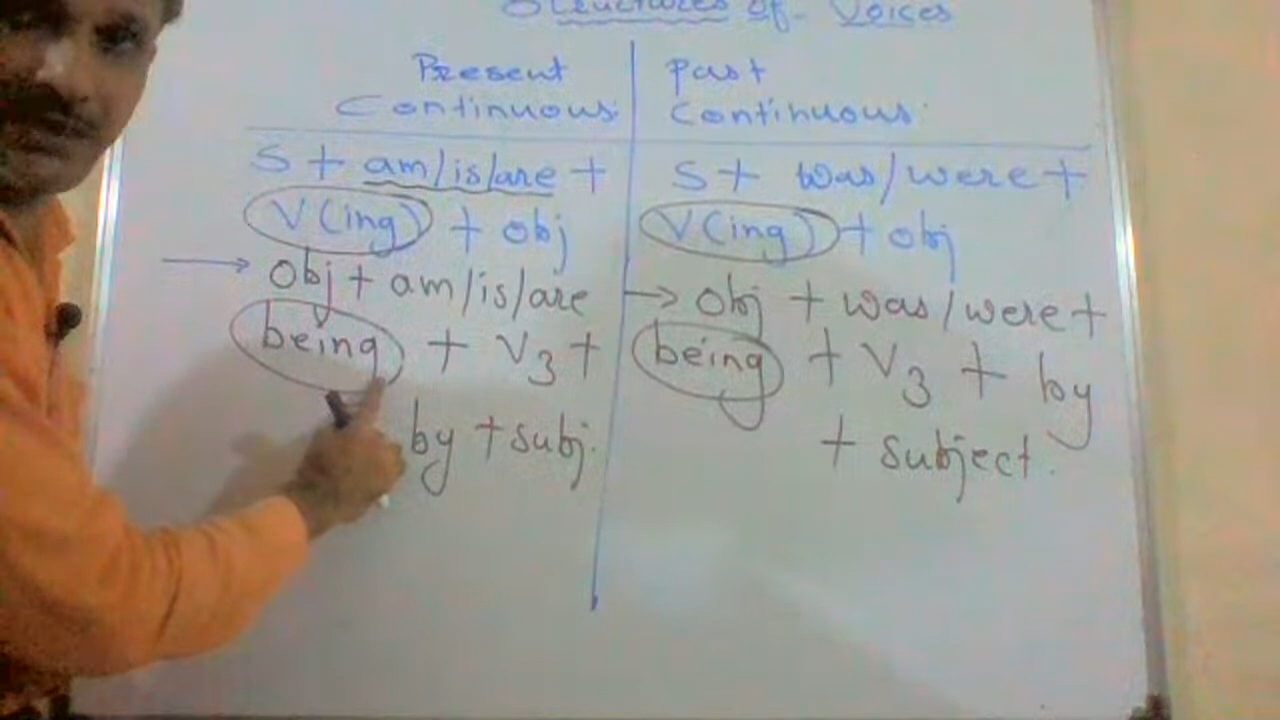 Structures of Voices
Present
Continuous
S + am/is/are +
V(ing) + obj
→ obj + am/is/are
being + V3 +
by + subj.
Past
Continuous
S + was/were +
V(ing) + obj
→ obj + was/were +
being + V3 + by
+ subject.